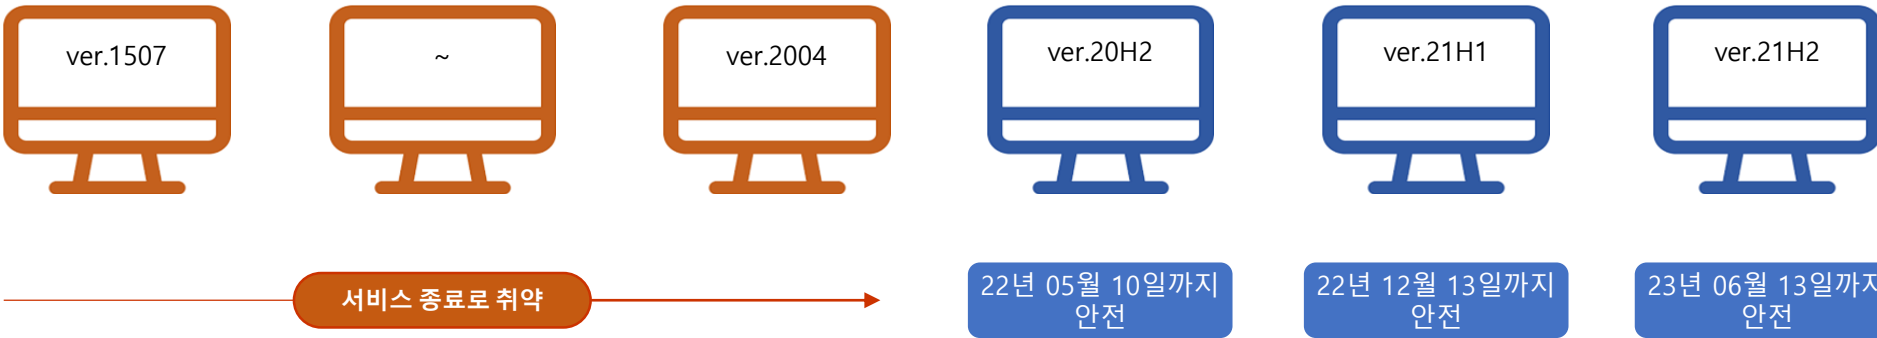 ver.1507
~
ver.2004
ver.20H2
ver.21H1
ver.21H2
서비스 종료로 취약
22년 05월 10일까지
안전
22년 12월 13일까지
안전
23년 06월 13일까지
안전